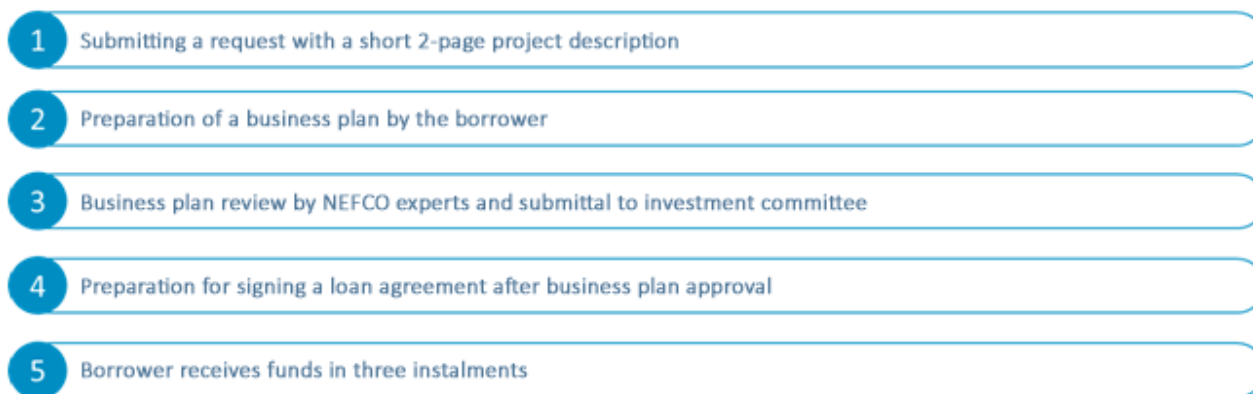 1 Submitting a request with a short 2-page project description
2 Preparation of a business plan by the borrower
3 Business plan review by NEFCO experts and submittal to investment committee
4 Preparation for signing a loan agreement after business plan approval
5 Borrower receives funds in three instalments